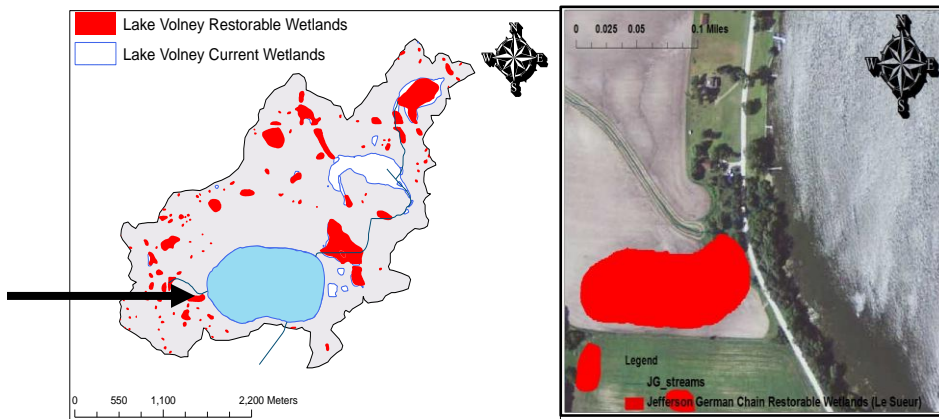 Lake Volney Restorable Wetlands
Lake Volney Current Wetlands
N
W E
S
0 550 1,100 2,200 Meters
0 0.025 0.05 0.1 Miles
N
W E
S
Legend
JG_streams
Jefferson German Chain Restorable Wetlands (Le Sueur)